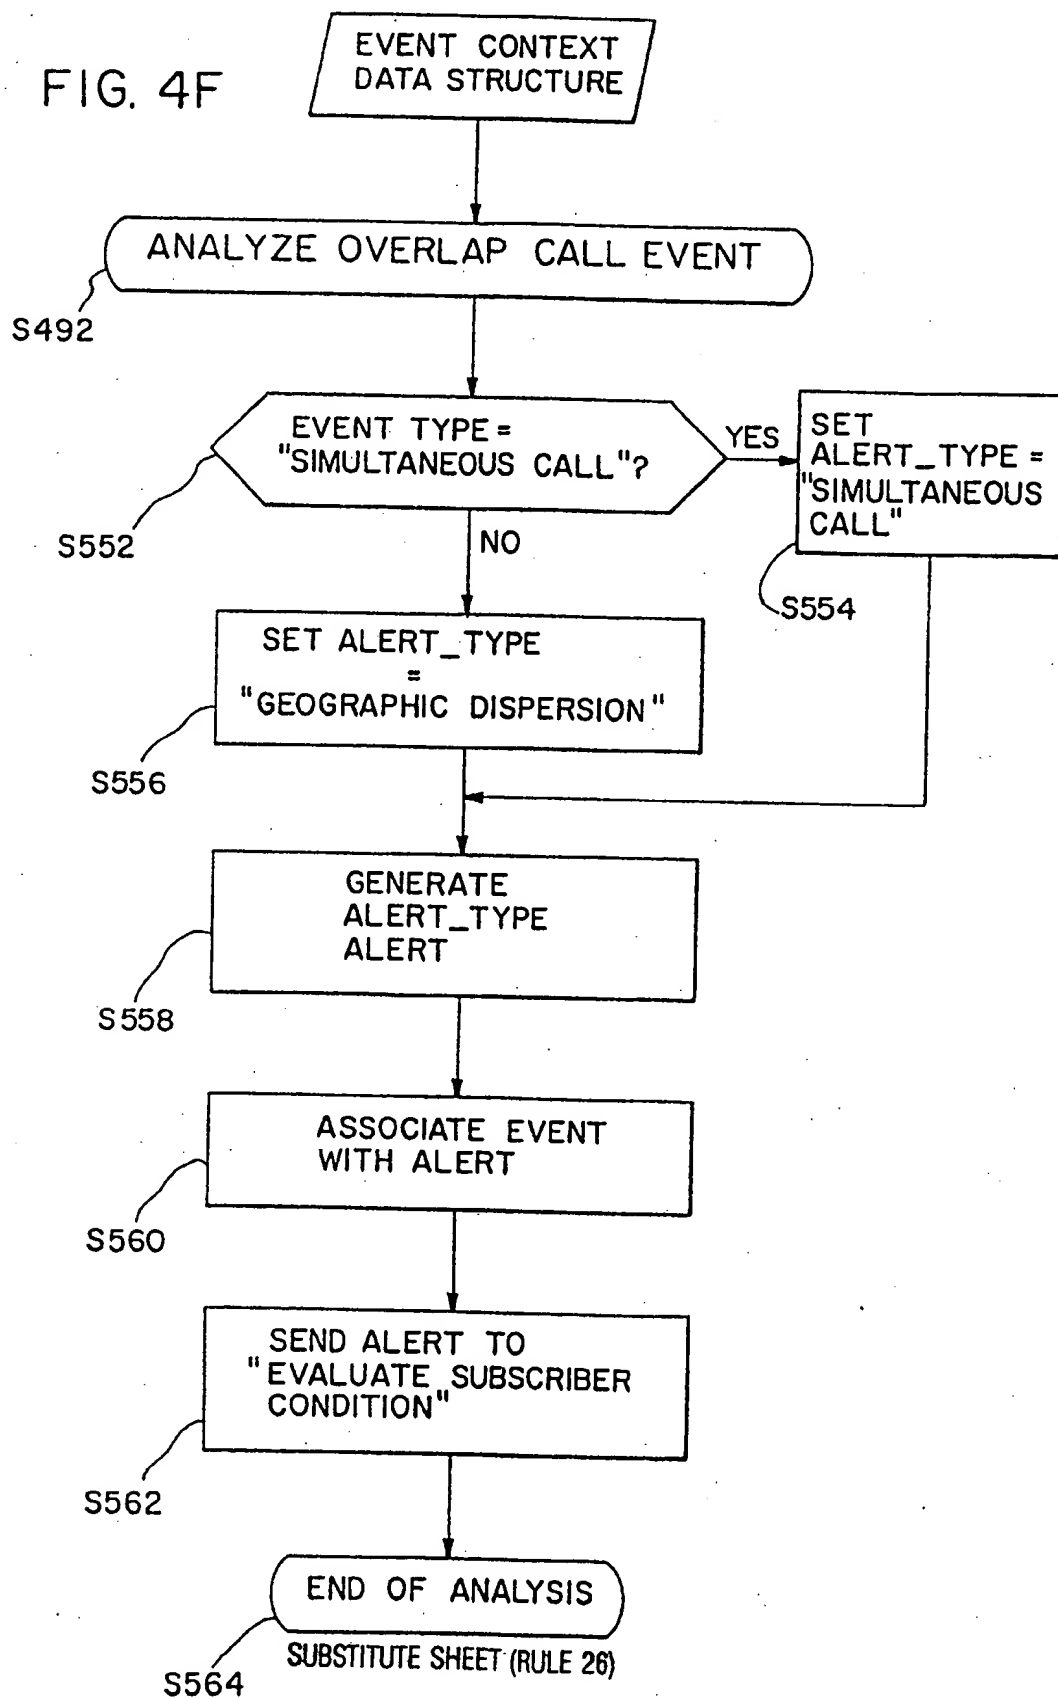 FIG. 4F
EVENT CONTEXT
DATA STRUCTURE
ANALYZE OVERLAP CALL EVENT
S492
EVENT TYPE =
"SIMULTANEOUS CALL"?
YES
SET
ALERT_TYPE =
"SIMULTANEOUS
CALL"
S552
NO
S554
SET ALERT_TYPE
=
"GEOGRAPHIC DISPERSION"
S556
GENERATE
ALERT_TYPE
ALERT
S558
ASSOCIATE EVENT
WITH ALERT
S560
SEND ALERT TO
"EVALUATE SUBSCRIBER
CONDITION"
S562
END OF ANALYSIS
SUBSTITUTE SHEET (RULE 26)
S564